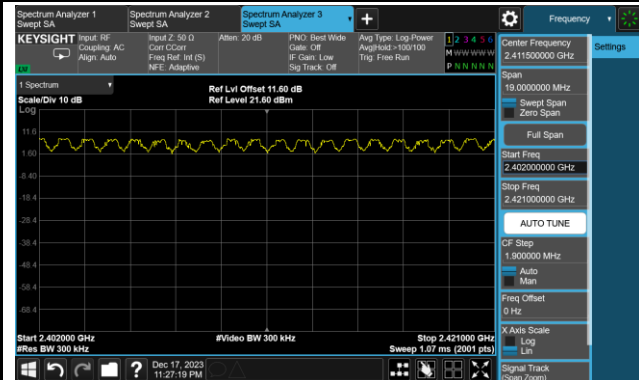 Spectrum Analyzer 1
Swept SA
Spectrum Analyzer 2
Swept SA
Spectrum Analyzer 3
Swept SA
Frequency
KEYSIGHT
Input: RF
Coupling: AC
Align: Auto
Input Z: 50 Ω
Corr CCorr
Freq Ref: Int (S)
NFE: Adaptive
Atten: 20 dB
PNO: Best Wide
Gate: Off
IF Gain: Low
Sig Track: Off
Avg Type: Log-Power
Avg|Hold:>100/100
Trig: Free Run
1 2 3 4 5 6
M W W W W W
P N N N N N
Center Frequency
2.411500000 GHz
Settings
Span
19.0000000 MHz
Swept Span
Zero Span
Full Span
Start Freq
2.402000000 GHz
Stop Freq
2.421000000 GHz
AUTO TUNE
CF Step
1.900000 MHz
Auto
Man
Freq Offset
0 Hz
X Axis Scale
Log
Lin
Signal Track
(Span Zoom)
1 Spectrum
Scale/Div 10 dB
Log
Ref Lvl Offset 11.60 dB
Ref Level 21.60 dBm
11.6
1.60
-8.40
-18.4
-28.4
-38.4
-48.4
-58.4
-68.4
Start 2.402000 GHz
#Res BW 300 kHz
#Video BW 300 kHz
Stop 2.421000 GHz
Sweep 1.07 ms (2001 pts)
?
Dec 17, 2023
11:27:19 PM